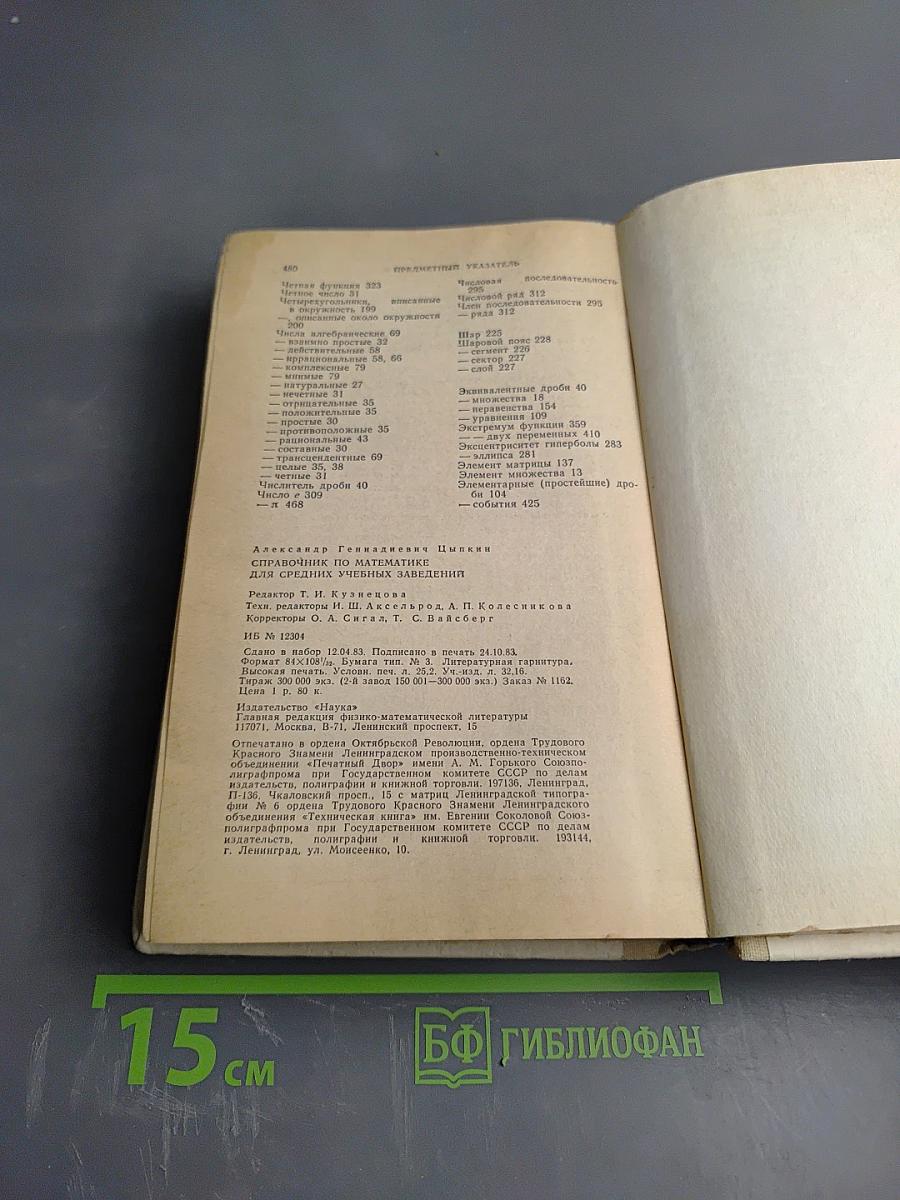 480 ПРЕДМЕТНЫЙ УКАЗАТЕЛЬ
Четная функция 323
Четное число 31
Четырехугольники, вписанные
в окружность 199
—, описанные около окружности
200
Числа алгебраические 69
— взаимно простые 32
— действительные 58
— иррациональные 58, 66
— комплексные 79
— мнимые 79
— натуральные 27
— нечетные 31
— отрицательные 35
— положительные 35
— простые 30
— противоположные 35
— рациональные 43
— составные 30
— трансцендентные 69
— целые 35, 38
— четные 31
Числитель дроби 40
Число e 309
— π 468
Числовая последовательность
295
Числовой ряд 312
Член последовательности 295
— ряда 312
Шар 225
Шаровой пояс 228
— сегмент 226
— сектор 227
— слой 227
Эквивалентные дроби 40
— множества 18
— неравенства 154
— уравнения 109
Экстремум функции 359
— — двух переменных 410
Эксцентриситет гиперболы 283
— эллипса 281
Элемент матрицы 137
Элемент множества 13
Элементарные (простейшие) дро-
би 104
— события 425
Александр Геннадиевич Цыпкин
СПРАВОЧНИК ПО МАТЕМАТИКЕ
ДЛЯ СРЕДНИХ УЧЕБНЫХ ЗАВЕДЕНИЙ
Редактор Т. И. Кузнецова
Техн. редакторы И. Ш. Аксельрод, А. П. Колесникова
Корректоры О. А. Сигал, Т. С. Вайсберг
ИБ № 12304
Сдано в набор 12.04.83. Подписано в печать 24.10.83.
Формат 84×108 1/32. Бумага тип. № 3. Литературная гарнитура.
Высокая печать. Условн. печ. л. 25,2. Уч.-изд. л. 32,16.
Тираж 300 000 экз. (2-й завод 150 001—300 000 экз.) Заказ № 1162.
Цена 1 р. 80 к.
Издательство «Наука»
Главная редакция физико-математической литературы
117071, Москва, В-71, Ленинский проспект, 15
Отпечатано в ордена Октябрьской Революции, ордена Трудового
Красного Знамени Ленинградском производственно-техническом
объединении «Печатный Двор» имени А. М. Горького Союзпо-
лиграфпрома при Государственном комитете СССР по делам
издательств, полиграфии и книжной торговли. 197136, Ленинград,
П-136, Чкаловский просп., 15 с матриц Ленинградской типогра-
фии № 6 ордена Трудового Красного Знамени Ленинградского
объединения «Техническая книга» им. Евгении Соколовой Союз-
полиграфпрома при Государственном комитете СССР по делам
издательств, полиграфии и книжной торговли. 193144,
г. Ленинград, ул. Моисеенко, 10.
15 см
БФ ГИБЛИОФАН